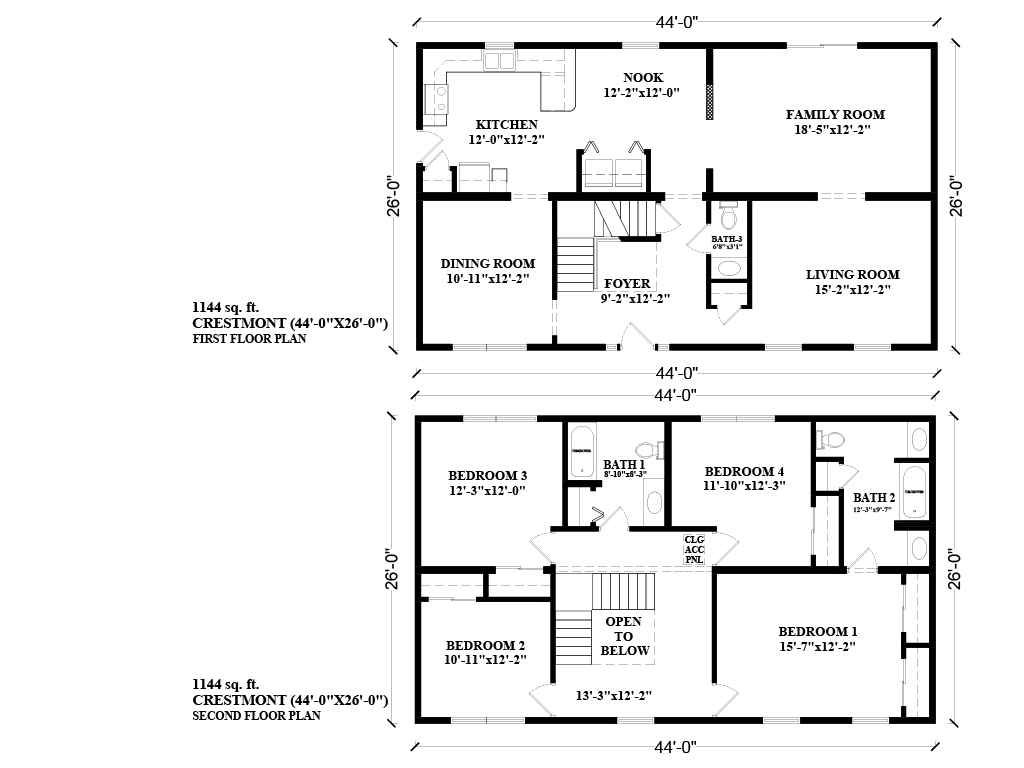 44'-0"
NOOK
12'-2"x12'-0"
FAMILY ROOM
18'-5"x12'-2"
KITCHEN
12'-0"x12'-2"
26'-0"
26'-0"
BATH-3
6'8"x3'1"
DINING ROOM
10'-11"x12'-2"
LIVING ROOM
15'-2"x12'-2"
FOYER
9'-2"x12'-2"
1144 sq. ft.
CRESTMONT (44'-0"X26'-0")
FIRST FLOOR PLAN
44'-0"
44'-0"
BEDROOM 3
12'-3"x12'-0"
BATH 1
8'-10"x8'-3"
BEDROOM 4
11'-10"x12'-3"
BATH 2
12'-3"x9'-7"
CLG
ACC
PNL
26'-0"
26'-0"
OPEN
TO
BELOW
BEDROOM 1
15'-7"x12'-2"
BEDROOM 2
10'-11"x12'-2"
13'-3"x12'-2"
1144 sq. ft.
CRESTMONT (44'-0"X26'-0")
SECOND FLOOR PLAN
44'-0"